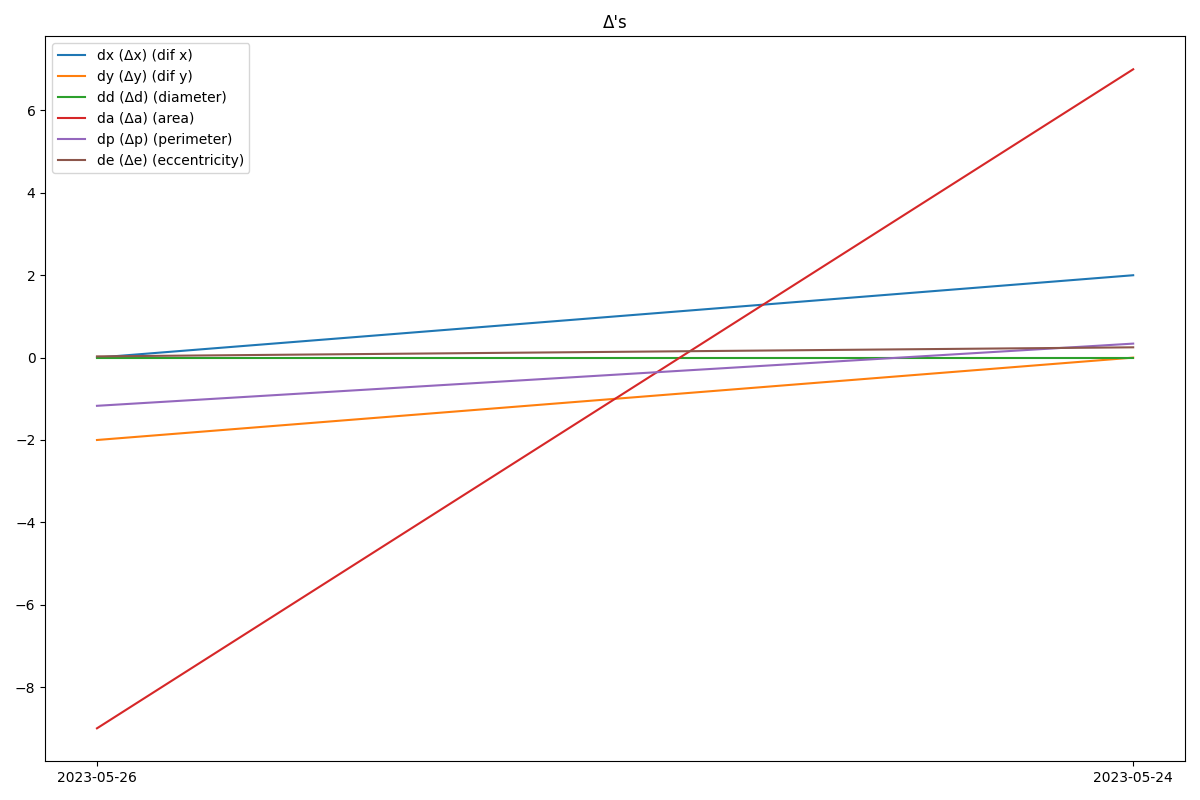 Δ's
dx (Δx) (dif x)
dy (Δy) (dif y)
dd (Δd) (diameter)
da (Δa) (area)
dp (Δp) (perimeter)
de (Δe) (eccentricity)
6
4
2
0
−2
−4
−6
−8
2023-05-26 2023-05-24